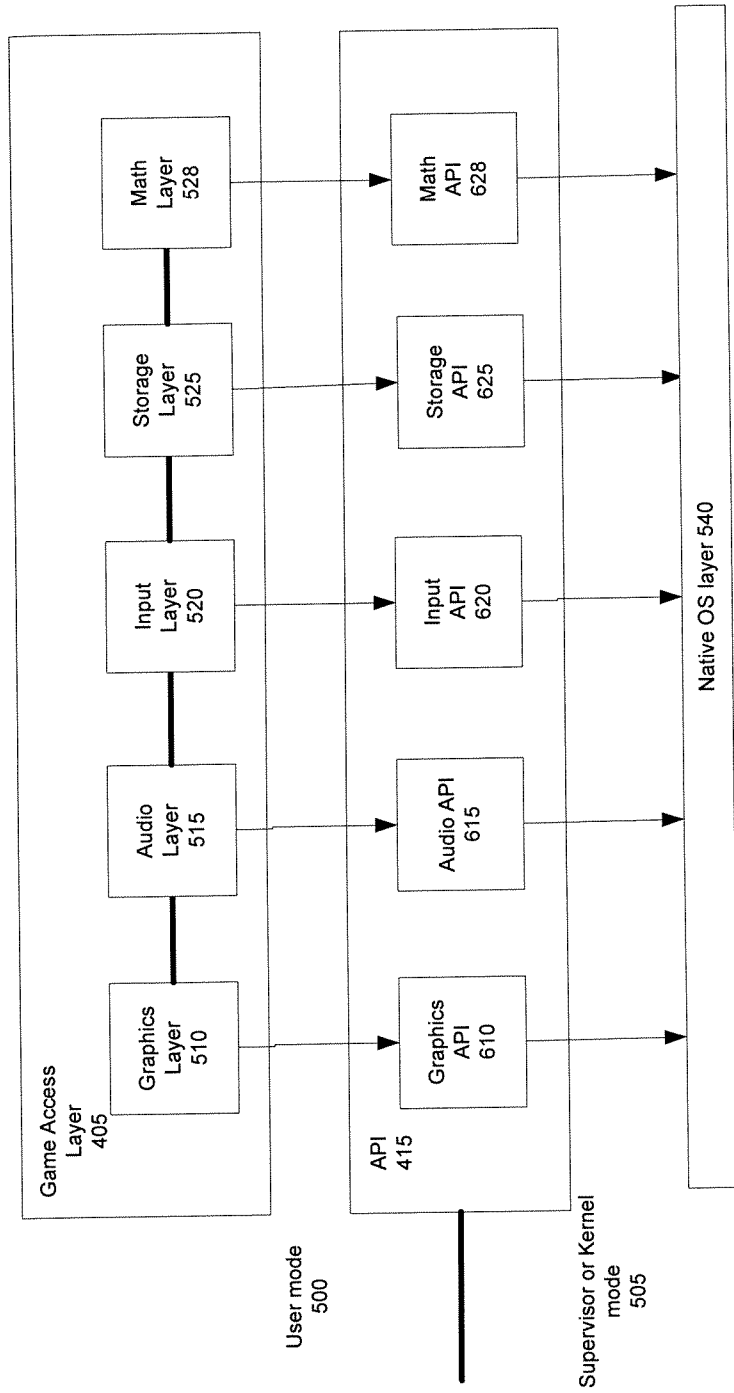 Game Access
Layer
405
Graphics
Layer
510
Audio
Layer
515
Input
Layer
520
Storage
Layer
525
Math
Layer
528
User mode
500
API
415
Graphics
API
610
Audio API
615
Input
API
620
Storage
API
625
Math
API
628
Supervisor or Kernel
mode
505
Native OS layer 540